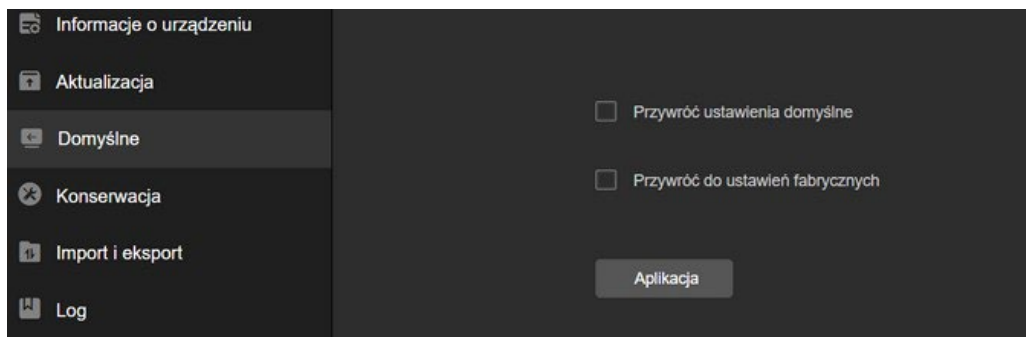 Informacje o urządzeniu
Aktualizacja
Domyślne
Konserwacja
Import i eksport
Log
Przywróć ustawienia domyślne
Przywróć do ustawień fabrycznych
Aplikacja